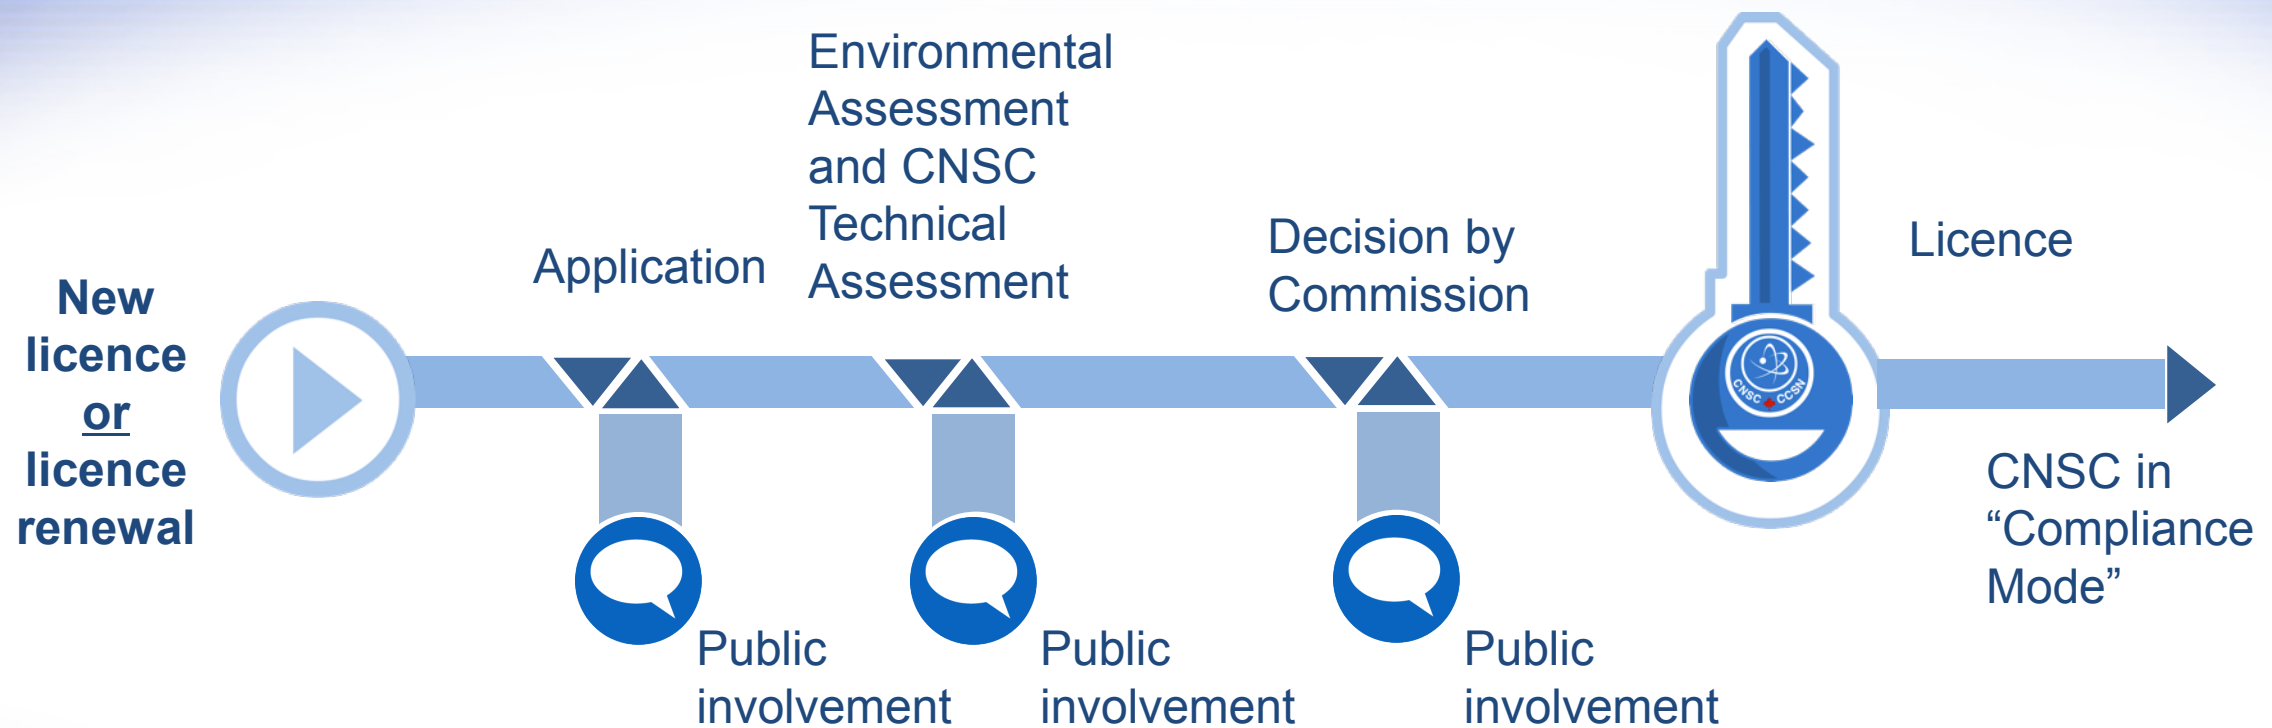 New
licence
or
licence
renewal
Application
Environmental
Assessment
and CNSC
Technical
Assessment
Decision by
Commission
Licence
CNSC CCSN
CNSC in
“Compliance
Mode”
Public
involvement
Public
involvement
Public
involvement